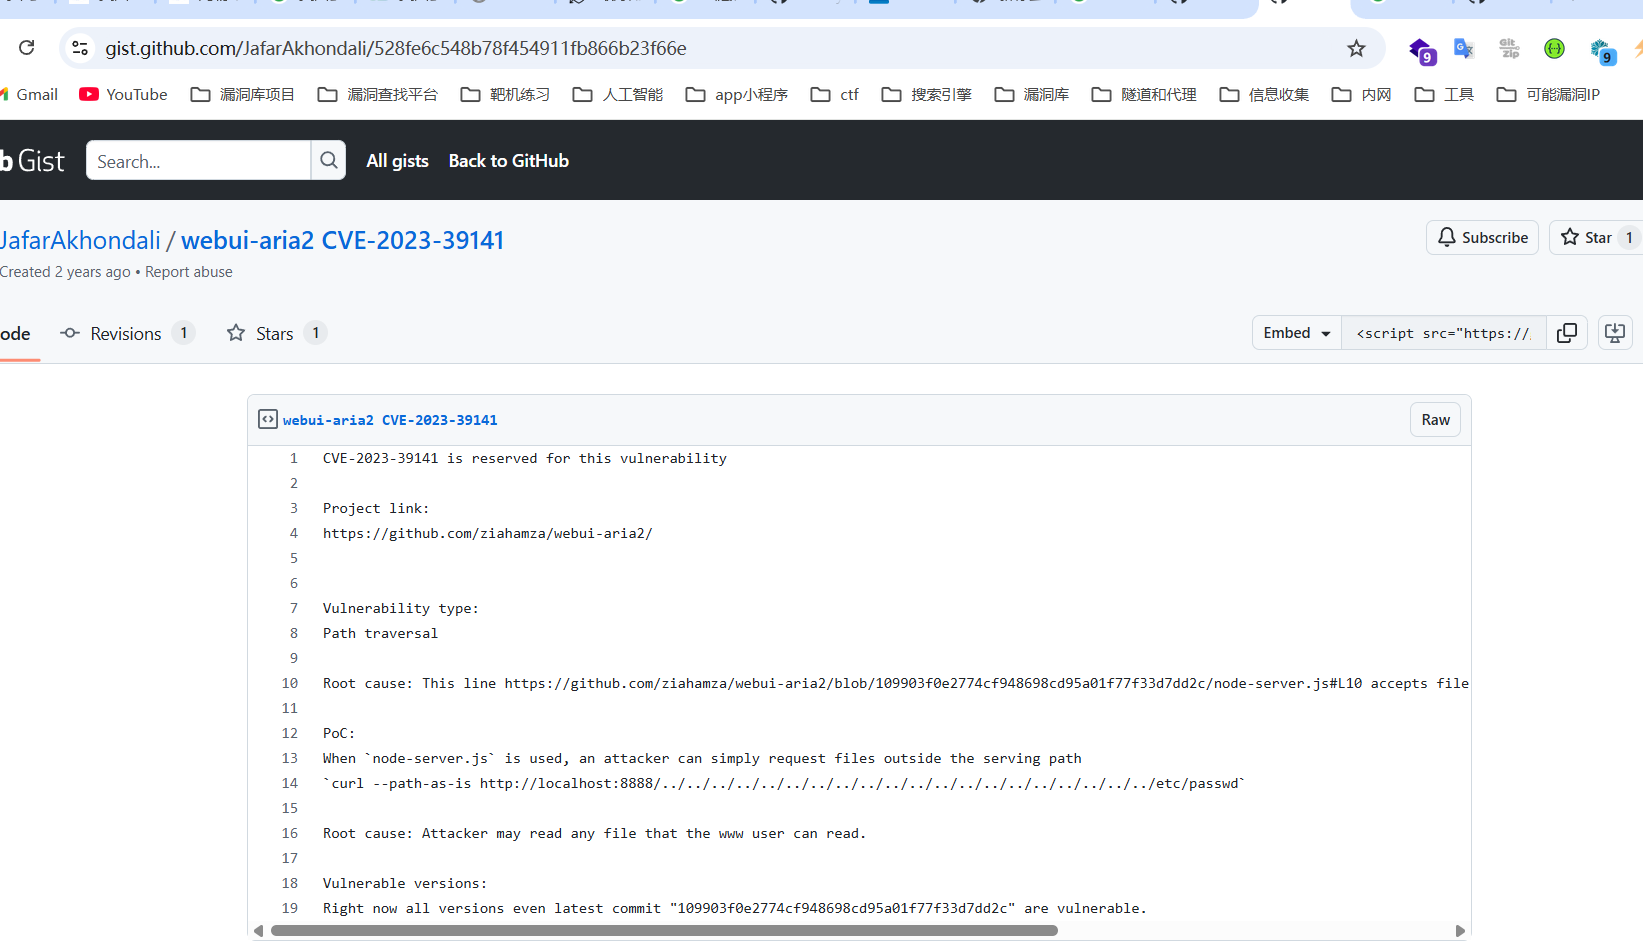 gist.github.com/JafarAkhondali/528fe6c548b78f454911fb866b23f66e
9
9
Git Zip
Gmail
YouTube
漏洞库项目
漏洞查找平台
靶机练习
人工智能
app小程序
ctf
搜索引擎
漏洞库
隧道和代理
信息收集
内网
工具
可能漏洞IP
b Gist
Search...
All gists
Back to GitHub
JafarAkhondali / webui-aria2 CVE-2023-39141
Subscribe
Star 1
Created 2 years ago • Report abuse
ode
Revisions 1
Stars 1
Embed
<script src="https://
webui-aria2 CVE-2023-39141
Raw
1 CVE-2023-39141 is reserved for this vulnerability
2
3 Project link:
4 https://github.com/ziahamza/webui-aria2/
5
6
7 Vulnerability type:
8 Path traversal
9
10 Root cause: This line https://github.com/ziahamza/webui-aria2/blob/109903f0e2774cf948698cd95a01f77f33d7dd2c/node-server.js#L10 accepts file
11
12 PoC:
13 When `node-server.js` is used, an attacker can simply request files outside the serving path
14 `curl --path-as-is http://localhost:8888/../../../../../../../../../../../../../../../../../../../../etc/passwd`
15
16 Root cause: Attacker may read any file that the www user can read.
17
18 Vulnerable versions:
19 Right now all versions even latest commit "109903f0e2774cf948698cd95a01f77f33d7dd2c" are vulnerable.